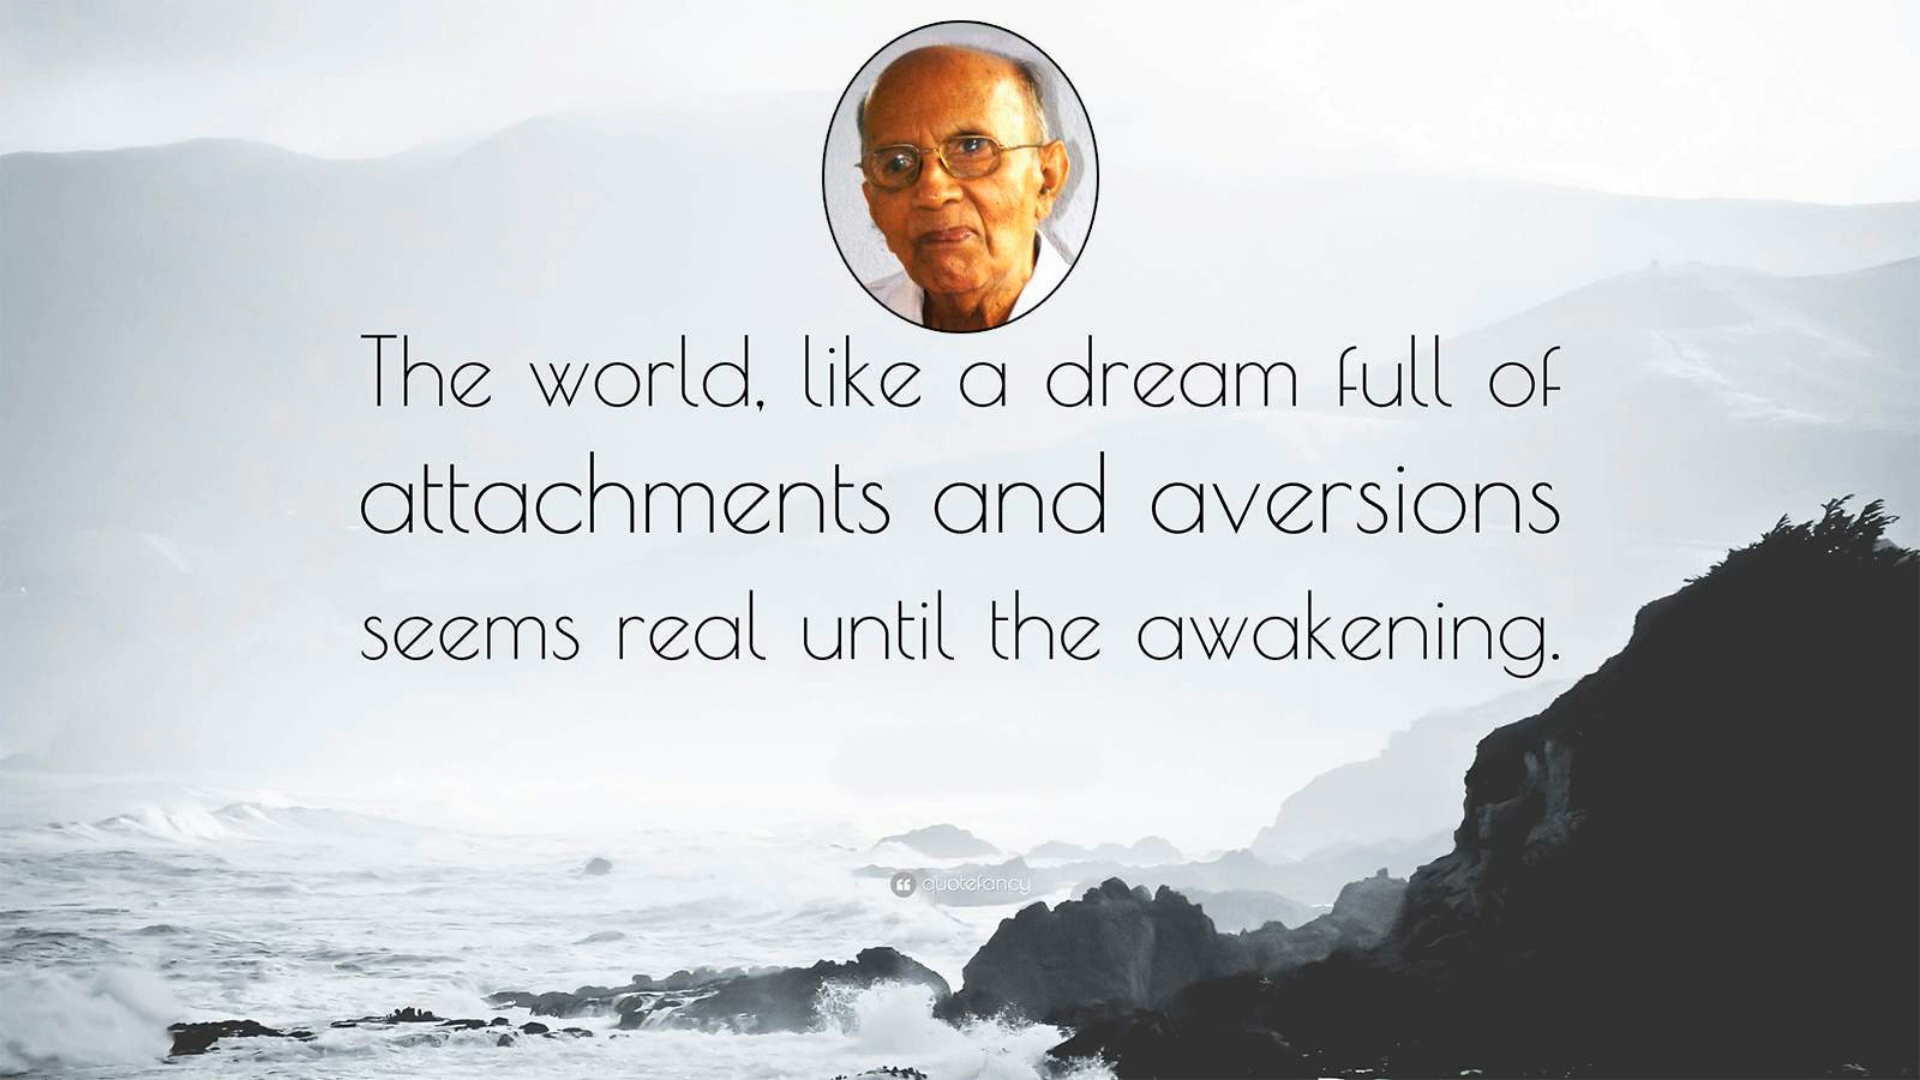 The world, like a dream full of
attachments and aversions
seems real until the awakening.
quotefancy